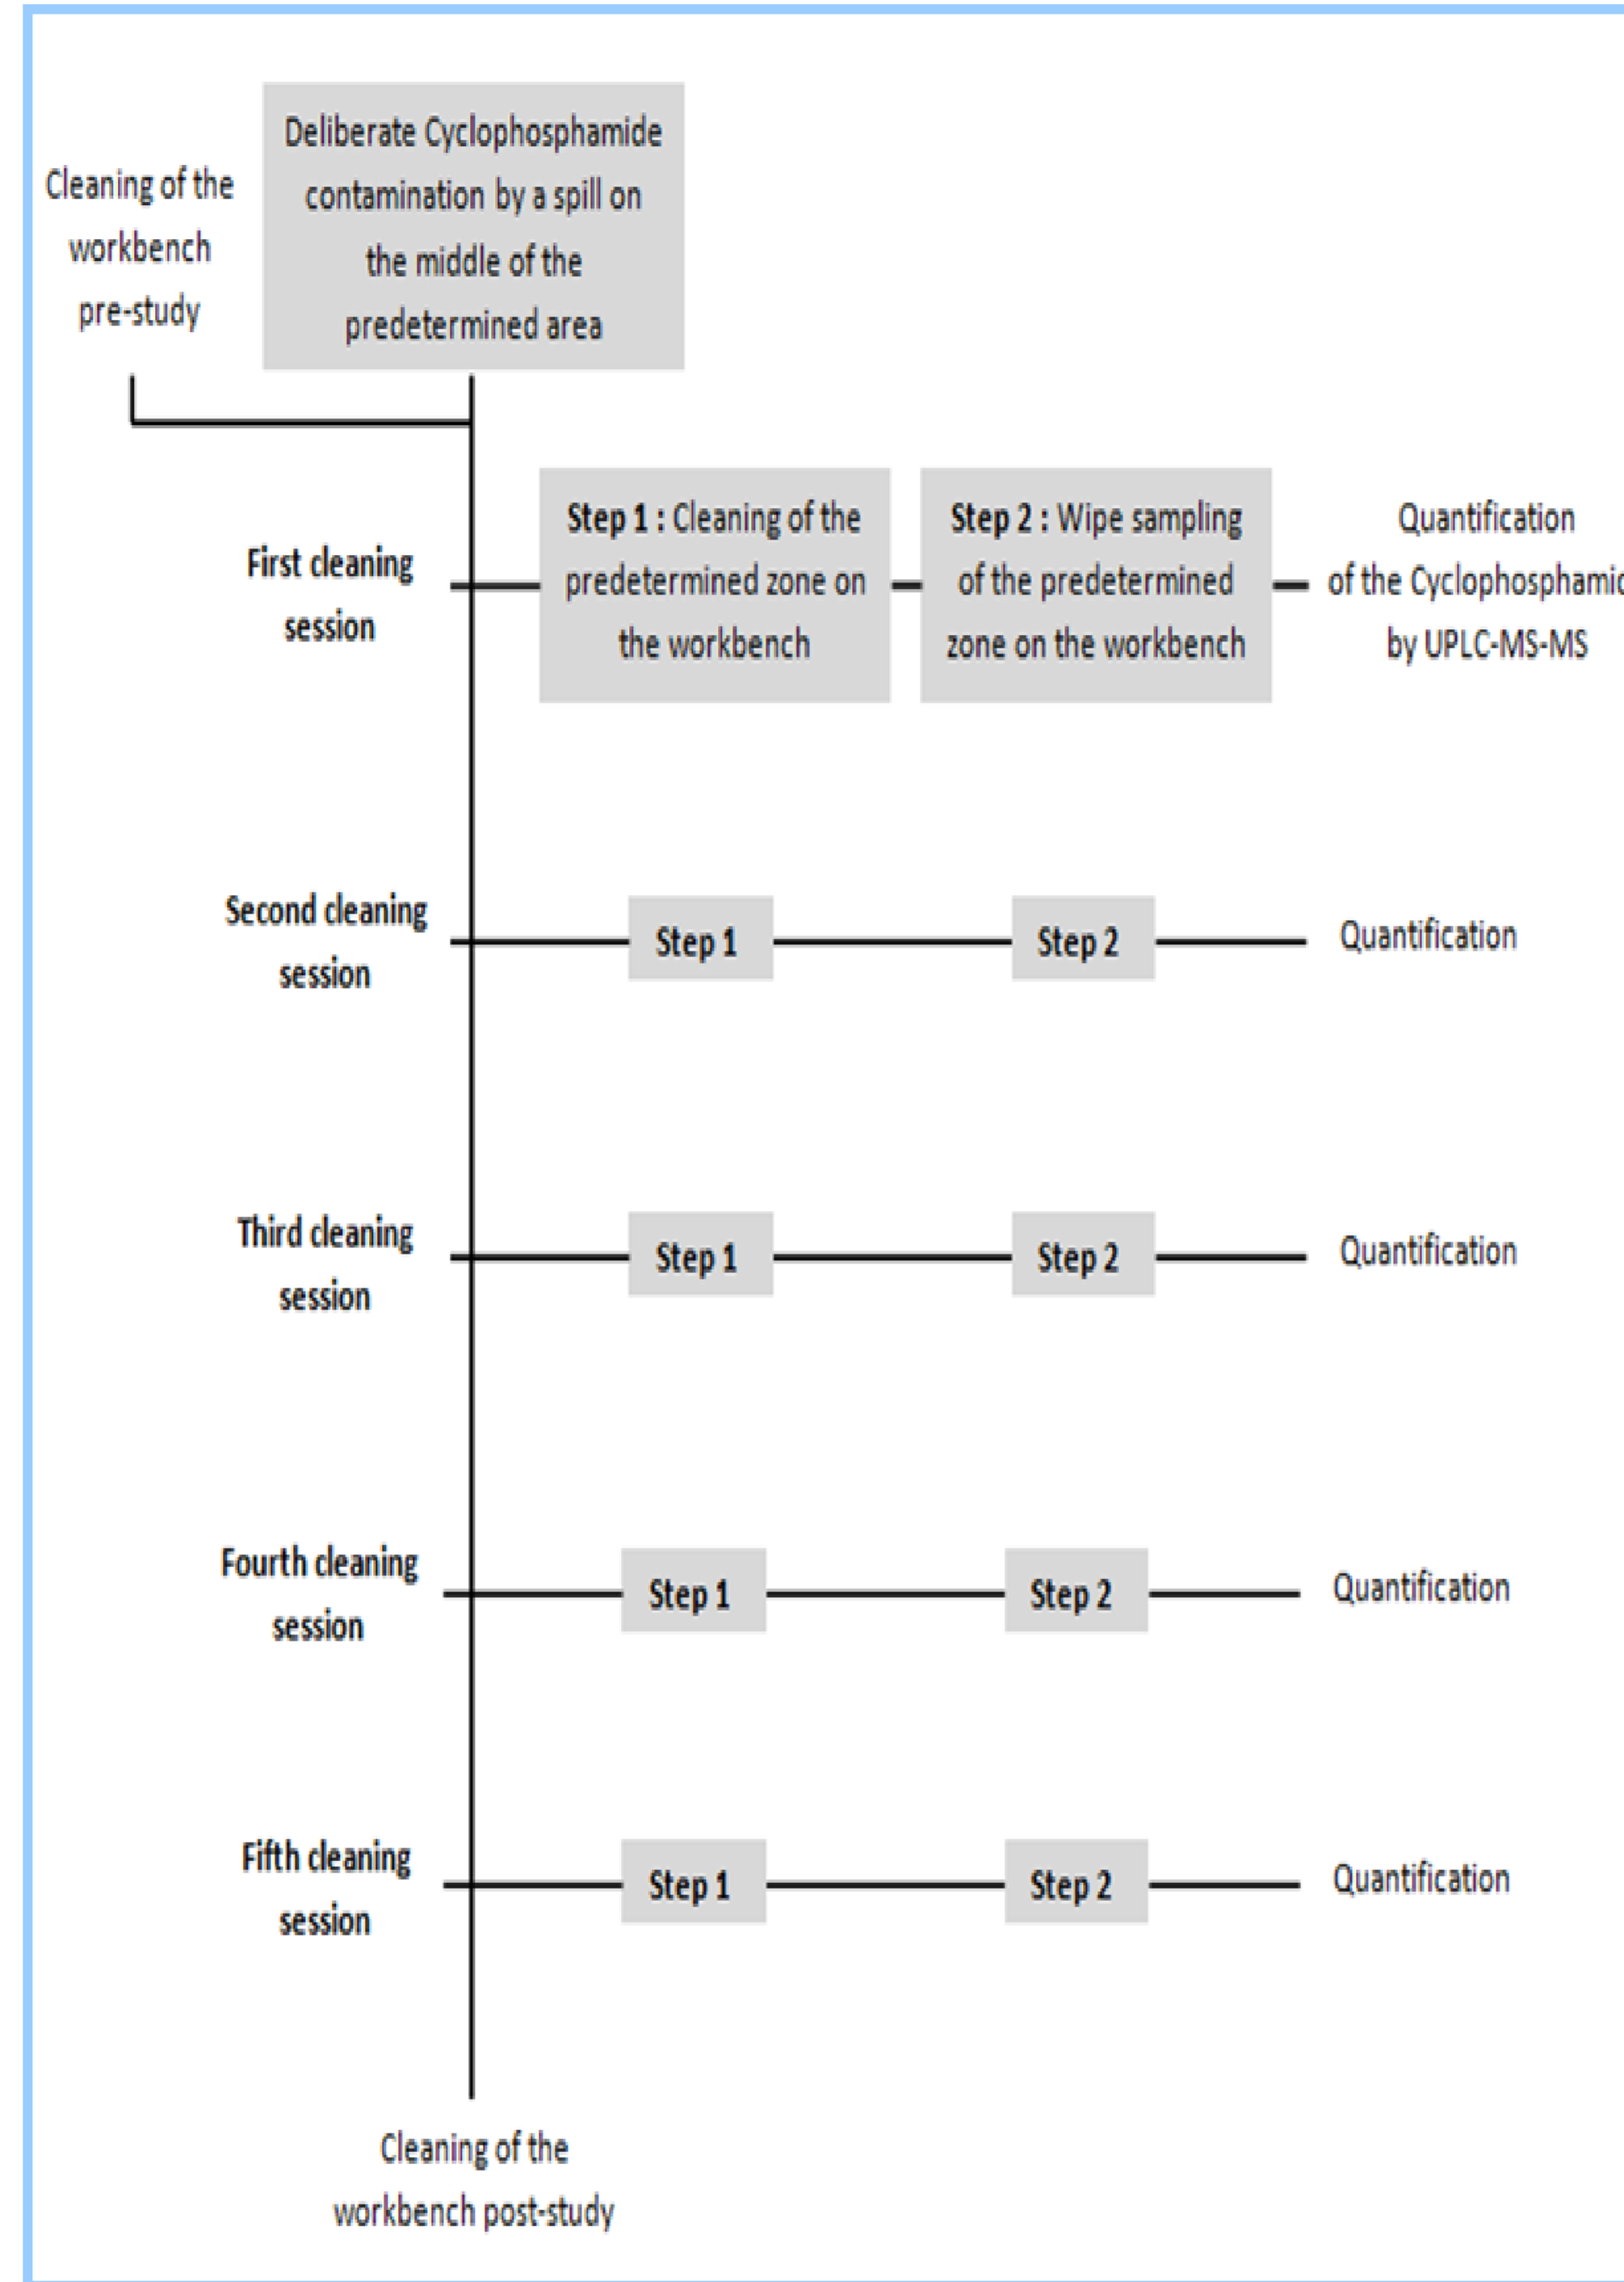 Cleaning of the
workbench
pre-study
Deliberate Cyclophosphamide
contamination by a spill on
the middle of the
predetermined area
First cleaning
session
Step 1 : Cleaning of the
predetermined zone on
the workbench
Step 2 : Wipe sampling
of the predetermined
zone on the workbench
Quantification
of the
by UPLC-MS-MS
Second cleaning
session
Step 1
Step 2
Quantification
Third cleaning
session
Step 1
Step 2
Quantification
Fourth cleaning
session
Step 1
Step 2
Quantification
Fifth cleaning
session
Step 1
Step 2
Quantification
Cleaning of the
workbench post-study